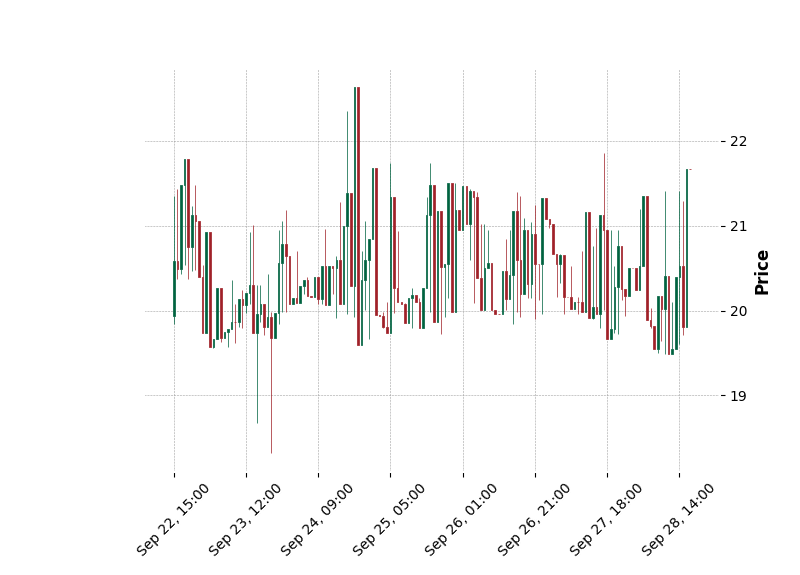 22
21
20
19
Price
Sep 22, 15:00
Sep 23, 12:00
Sep 24, 09:00
Sep 25, 05:00
Sep 26, 01:00
Sep 26, 21:00
Sep 27, 18:00
Sep 28, 14:00